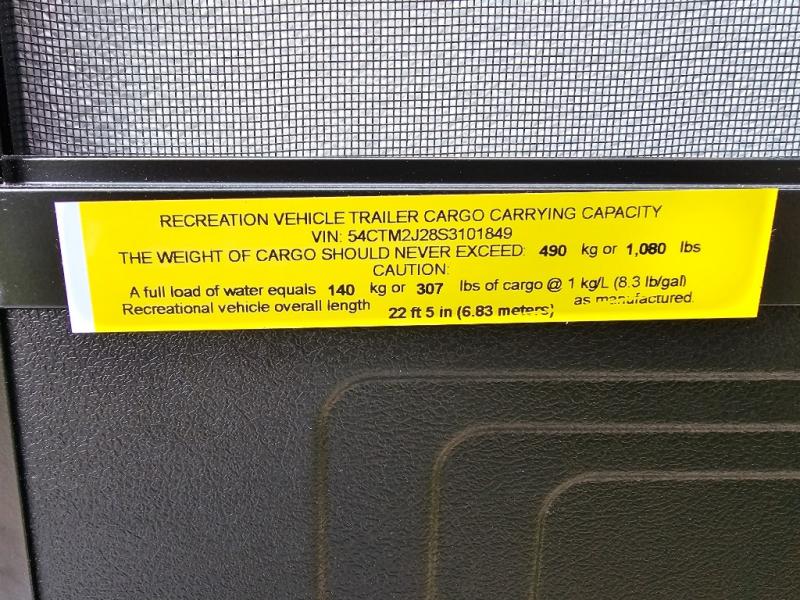 RECREATION VEHICLE TRAILER CARGO CARRYING CAPACITY
VIN: 54CTM2J28S3101849
THE WEIGHT OF CARGO SHOULD NEVER EXCEED: 490 kg or 1,080 lbs
CAUTION:
A full load of water equals 140 kg or 307 lbs of cargo @ 1 kg/L (8.3 lb/gal)
Recreational vehicle overall length 22 ft 5 in (6.83 meters) as manufactured.